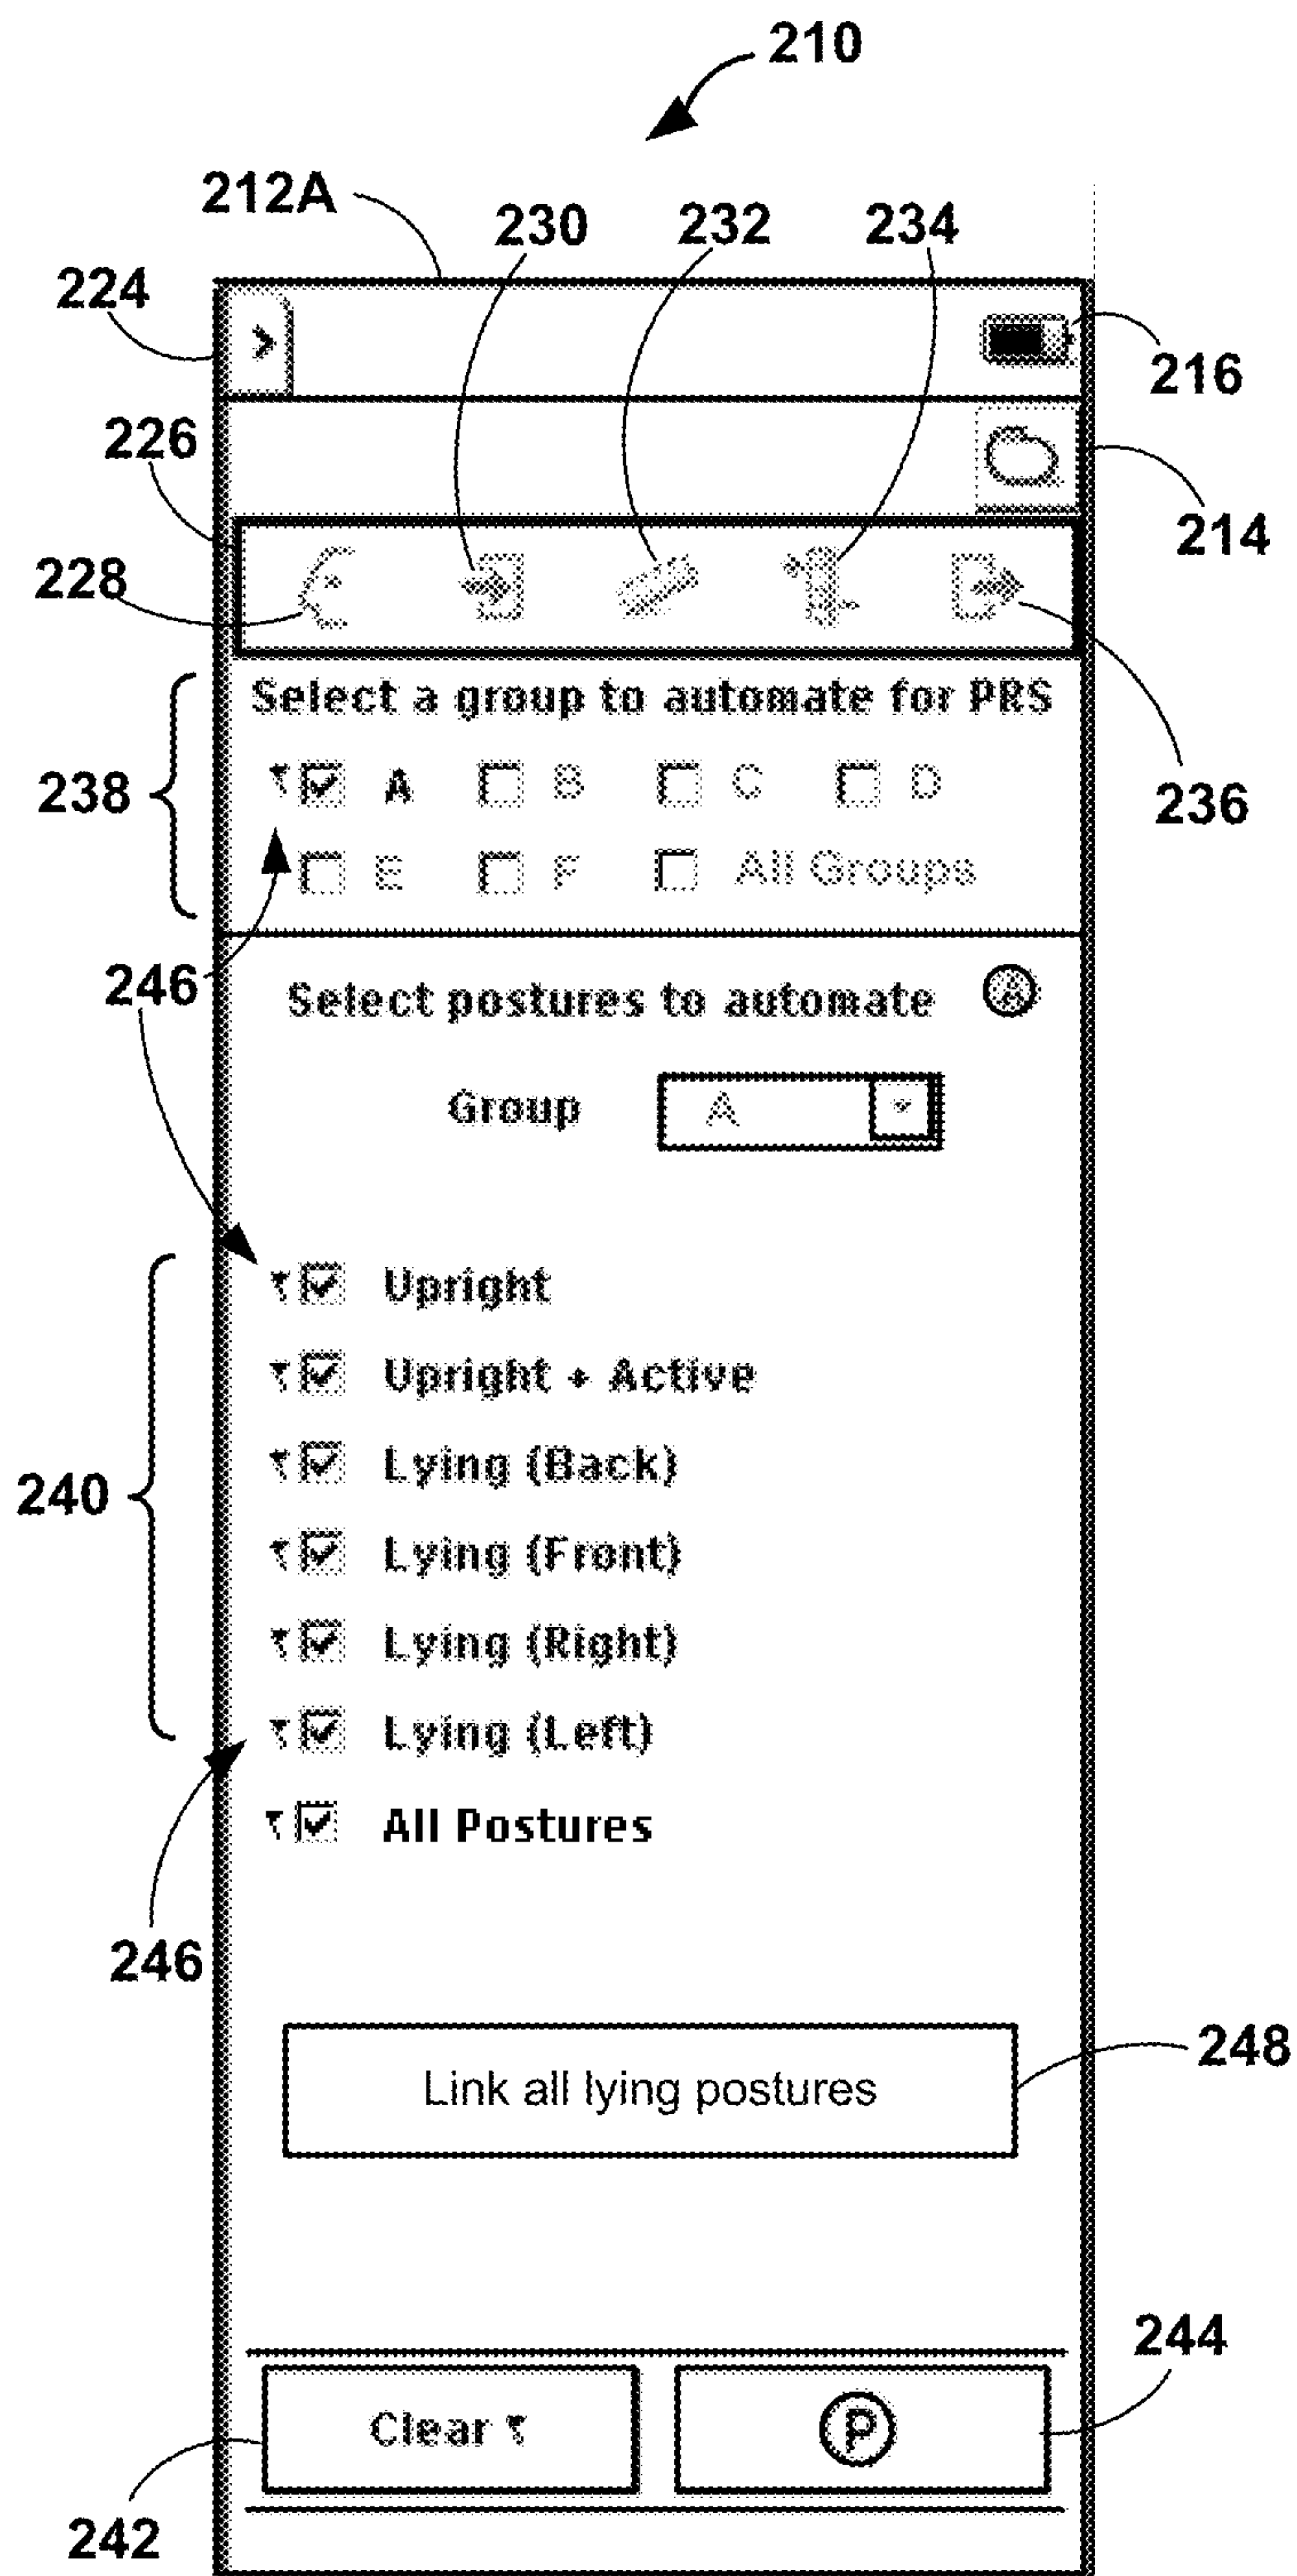 210
212A
230 232 234
224
>
216
226
214
228
Select a group to automate for PRS
238
A B C D
236
E F All Groups
246
Select postures to automate A
Group A
Upright
Upright + Active
Lying (Back)
240
Lying (Front)
Lying (Right)
Lying (Left)
All Postures
246
248
Link all lying postures
244
Clear P
242